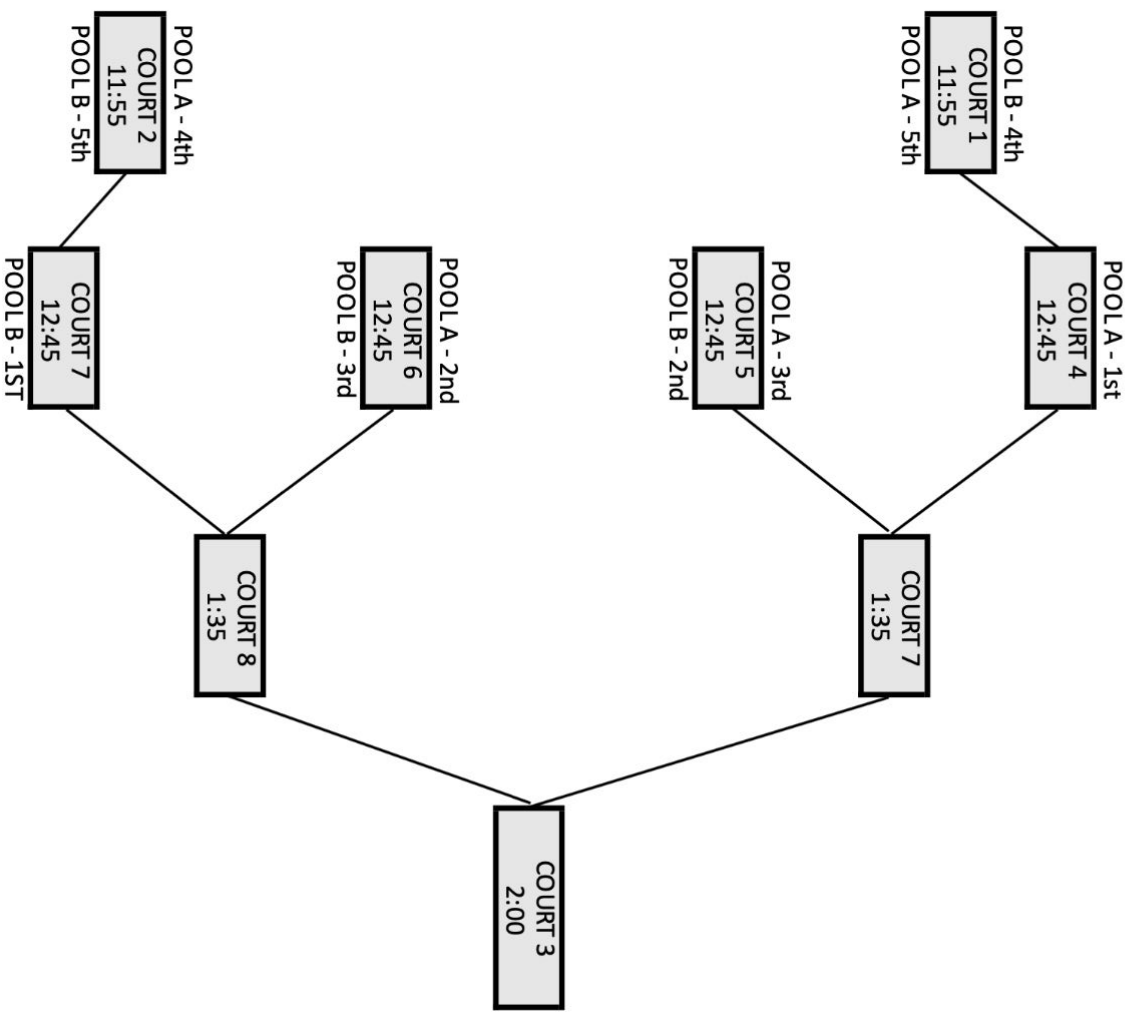 POOL B - 4th
COURT 1
11:55
POOL A - 5th
POOL A - 1st
COURT 4
12:45
POOL A - 3rd
COURT 5
12:45
POOL B - 2nd
COURT 7
1:35
COURT 3
2:00
POOL A - 2nd
COURT 6
12:45
POOL B - 3rd
COURT 8
1:35
POOL A - 4th
COURT 2
11:55
POOL B - 5th
COURT 7
12:45
POOL B - 1ST